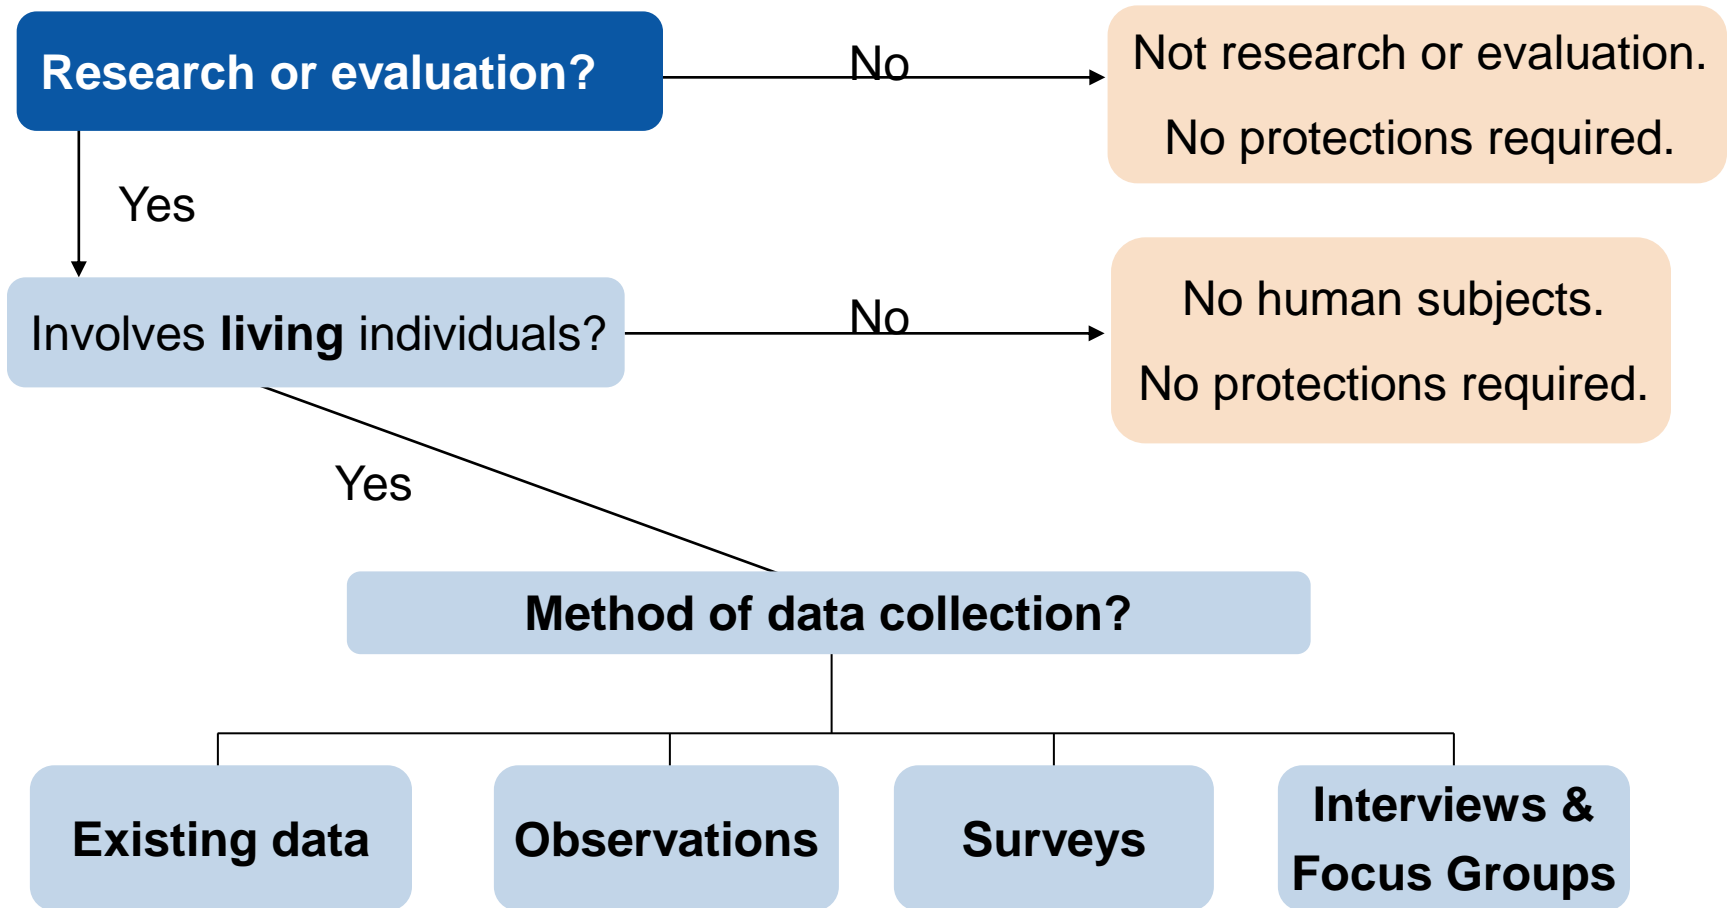 Research or evaluation?
No
Not research or evaluation.
No protections required.
Yes
Involves living individuals?
No
No human subjects.
No protections required.
Yes
Method of data collection?
Existing data
Observations
Surveys
Interviews &
Focus Groups